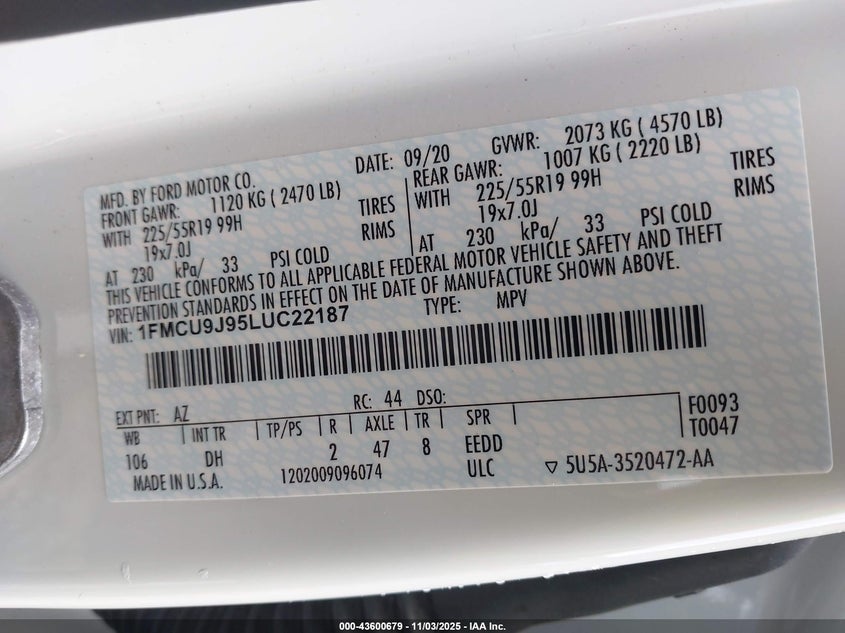 MFD. BY FORD MOTOR CO. DATE: 09/20 GVWR: 2073 KG ( 4570 LB)
FRONT GAWR: 1120 KG ( 2470 LB) REAR GAWR: 1007 KG ( 2220 LB)
WITH 225/55R19 99H TIRES WITH 225/55R19 99H TIRES
19x7.0J RIMS 19x7.0J RIMS
AT 230 kPa/ 33 PSI COLD AT 230 kPa/ 33 PSI COLD
THIS VEHICLE CONFORMS TO ALL APPLICABLE FEDERAL MOTOR VEHICLE SAFETY AND THEFT
PREVENTION STANDARDS IN EFFECT ON THE DATE OF MANUFACTURE SHOWN ABOVE.
VIN: 1FMCU9J95LUC22187 TYPE: MPV
EXT PNT: AZ RC: 44 DSO:
WB INT TR TP/PS R AXLE TR SPR F0093
106 DH 2 47 8 EEDD T0047
MADE IN U.S.A. 1202009096074 ULC ▽ 5U5A-3520472-AA
000-43600679 - 11/03/2025 - IAA Inc.